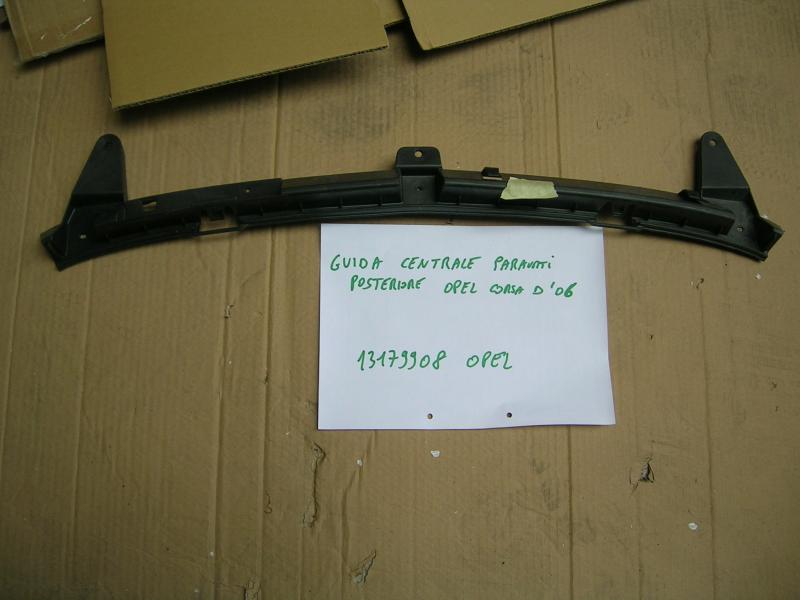 GUIDA CENTRALE PARAURTI
POSTERIORE OPEL CORSA D'06
13179908 OPEL